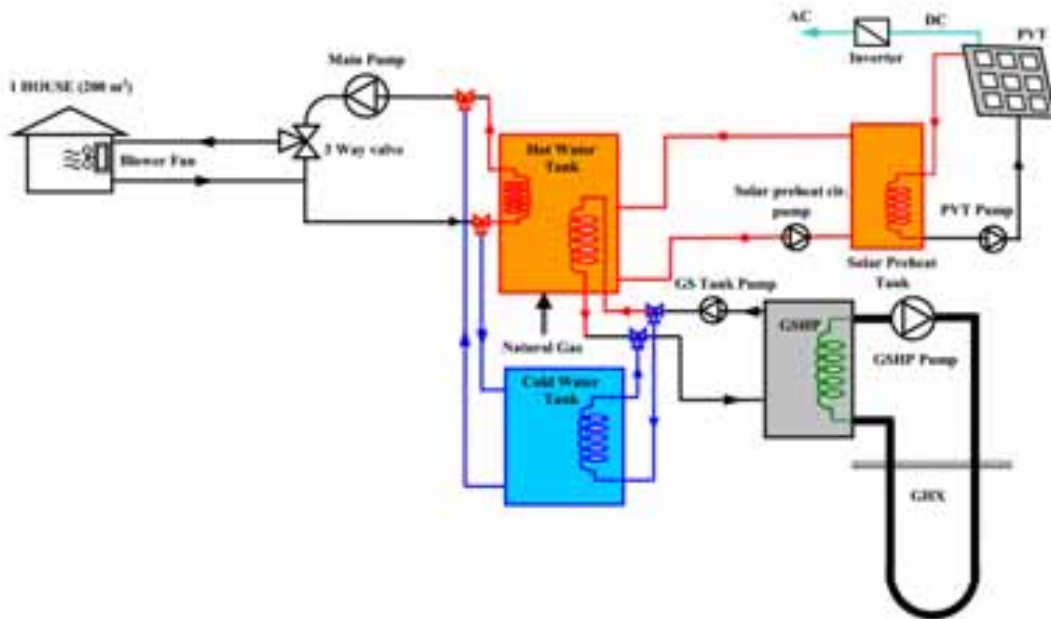 AC
DC
PVT
Inverter
Main Pump
1 HOUSE (200 m²)
3 Way valve
Blower Fan
Hot Water
Tank
Solar preheat cir.
pump
PVT Pump
Solar Preheat
Tank
GS Tank Pump
GSHP
GSHP Pump
Natural Gas
Cold Water
Tank
GHX